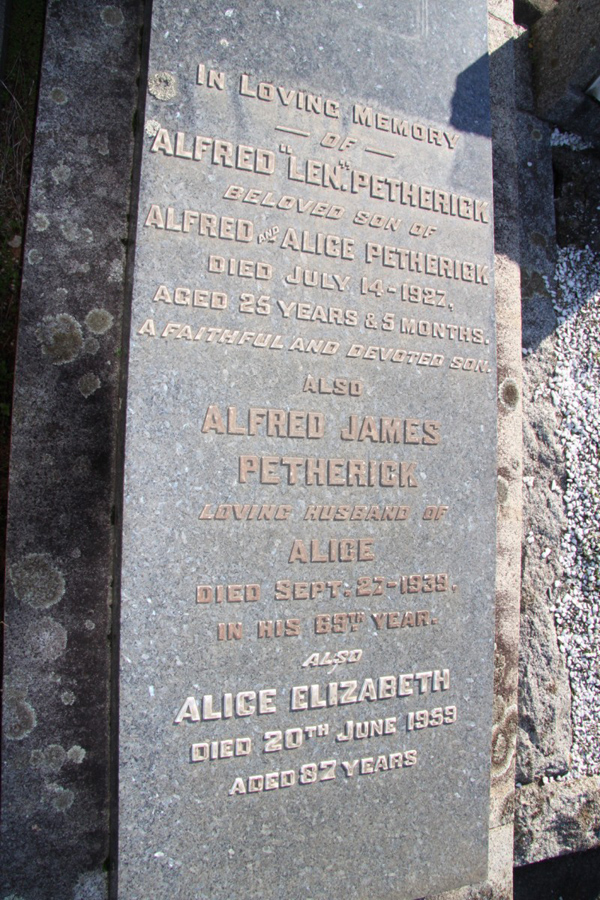 IN LOVING MEMORY
— OF —
ALFRED "LEN." PETHERICK
BELOVED SON OF
ALFRED AND ALICE PETHERICK
DIED JULY 14-1927,
AGED 25 YEARS & 5 MONTHS.
A FAITHFUL AND DEVOTED SON.
ALSO
ALFRED JAMES
PETHERICK
LOVING HUSBAND OF
ALICE
DIED SEPT. 27-1939,
IN HIS 69TH YEAR.
ALSO
ALICE ELIZABETH
DIED 20TH JUNE 1959
AGED 82 YEARS